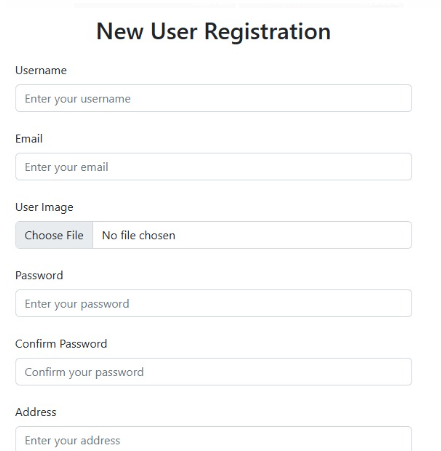 New User Registration
Username
Enter your username
Email
Enter your email
User Image
Choose File No file chosen
Password
Enter your password
Confirm Password
Confirm your password
Address
Enter your address